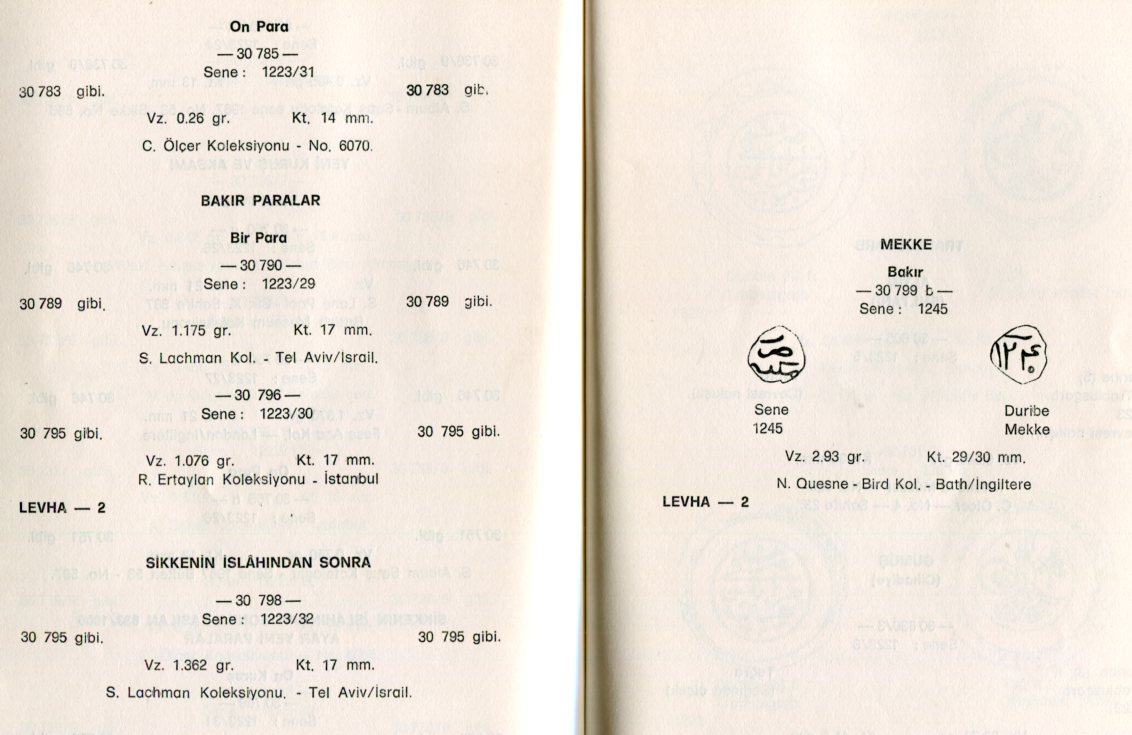 On Para
— 30 785 —
Sene : 1223/31
30 783 gibi. 30 783 gib.
Vz. 0.26 gr. Kt. 14 mm.
C. Ölçer Koleksiyonu - No. 6070.
BAKIR PARALAR
Bir Para
— 30 790 —
Sene : 1223/29
30 789 gibi. 30 789 gibi.
Vz. 1.175 gr. Kt. 17 mm.
S. Lachman Kol. - Tel Aviv/İsrail.
— 30 796 —
Sene : 1223/30
30 795 gibi. 30 795 gibi.
Vz. 1.076 gr. Kt. 17 mm.
R. Ertaylan Koleksiyonu - İstanbul
LEVHA — 2
SİKKENİN İSLÂHINDAN SONRA
— 30 798 —
Sene : 1223/32
30 795 gibi. 30 795 gibi.
Vz. 1.362 gr. Kt. 17 mm.
S. Lachman Koleksiyonu. - Tel Aviv/İsrail.
MEKKE
Bakır
— 30 799 b —
Sene : 1245
Sene Duribe
1245 Mekke
Vz. 2.93 gr. Kt. 29/30 mm.
N. Quesne - Bird Kol. - Bath/İngiltere
LEVHA — 2